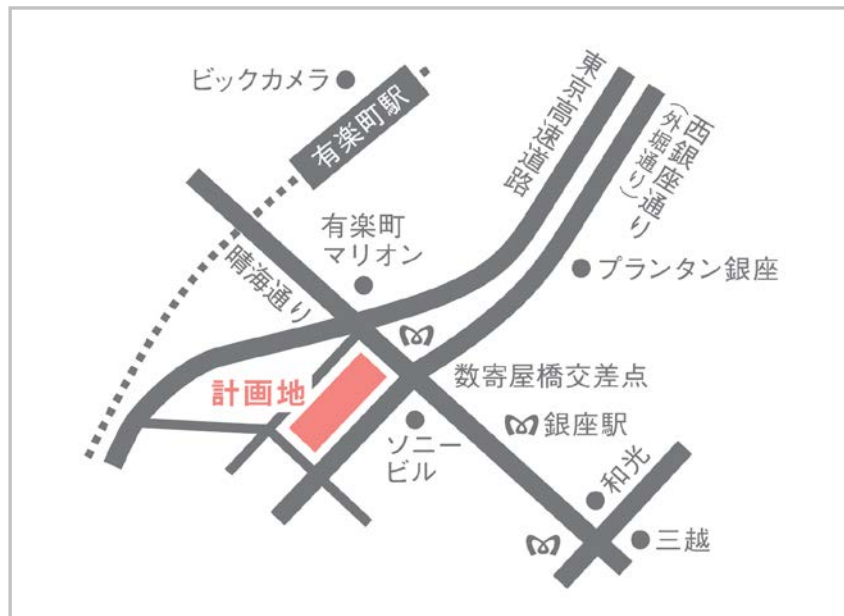 ビックカメラ
有楽町駅
東京高速道路
西銀座通り
(外堀通り)
有楽町
マリオン
晴海通り
プランタン銀座
計画地
数寄屋橋交差点
銀座駅
ソニー
ビル
和光
三越